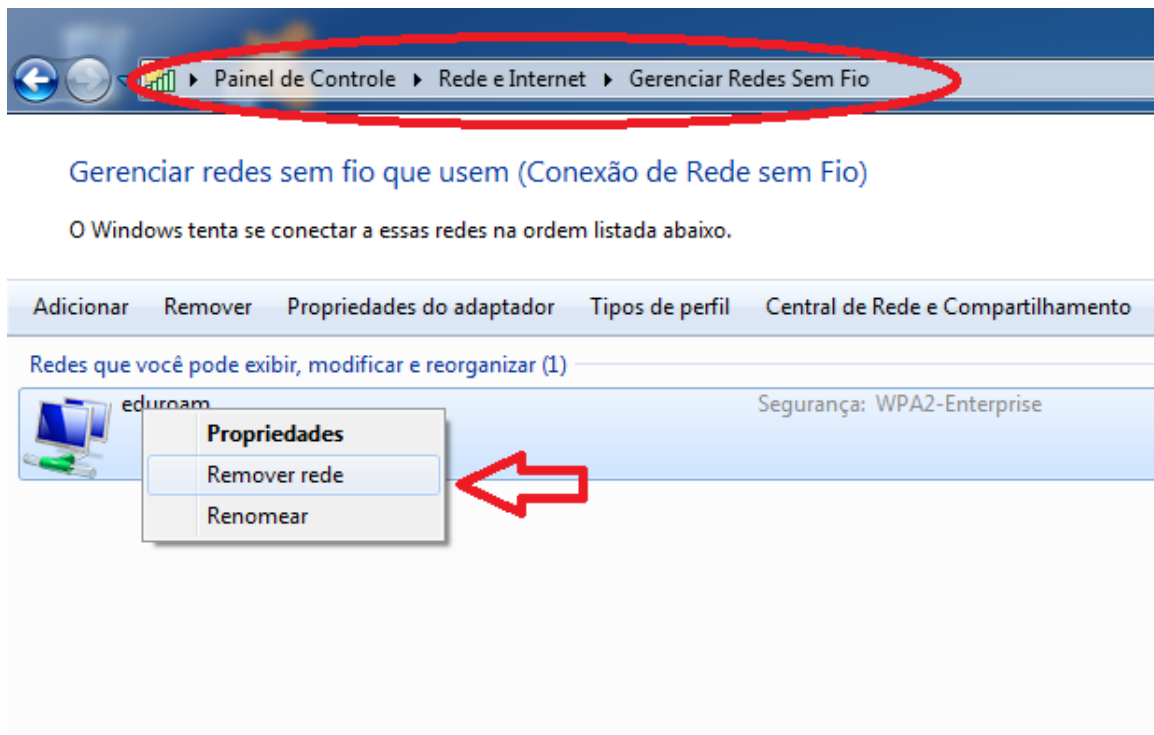 Painel de Controle Rede e Internet Gerenciar Redes Sem Fio
Gerenciar redes sem fio que usem (Conexão de Rede sem Fio)
O Windows tenta se conectar a essas redes na ordem listada abaixo.
Adicionar Remover Propriedades do adaptador Tipos de perfil Central de Rede e Compartilhamento
Redes que você pode exibir, modificar e reorganizar (1)
eduroam Segurança: WPA2-Enterprise
Propriedades
Remover rede
Renomear